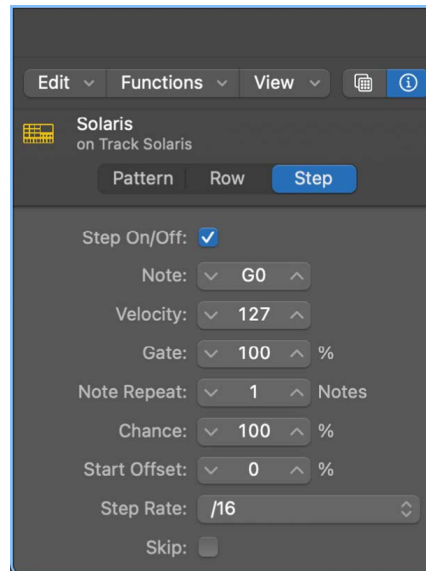 Edit Functions View
Solaris
on Track Solaris
Pattern Row Step
Step On/Off:
Note: G0
Velocity: 127
Gate: 100 %
Note Repeat: 1 Notes
Chance: 100 %
Start Offset: 0 %
Step Rate: /16
Skip: